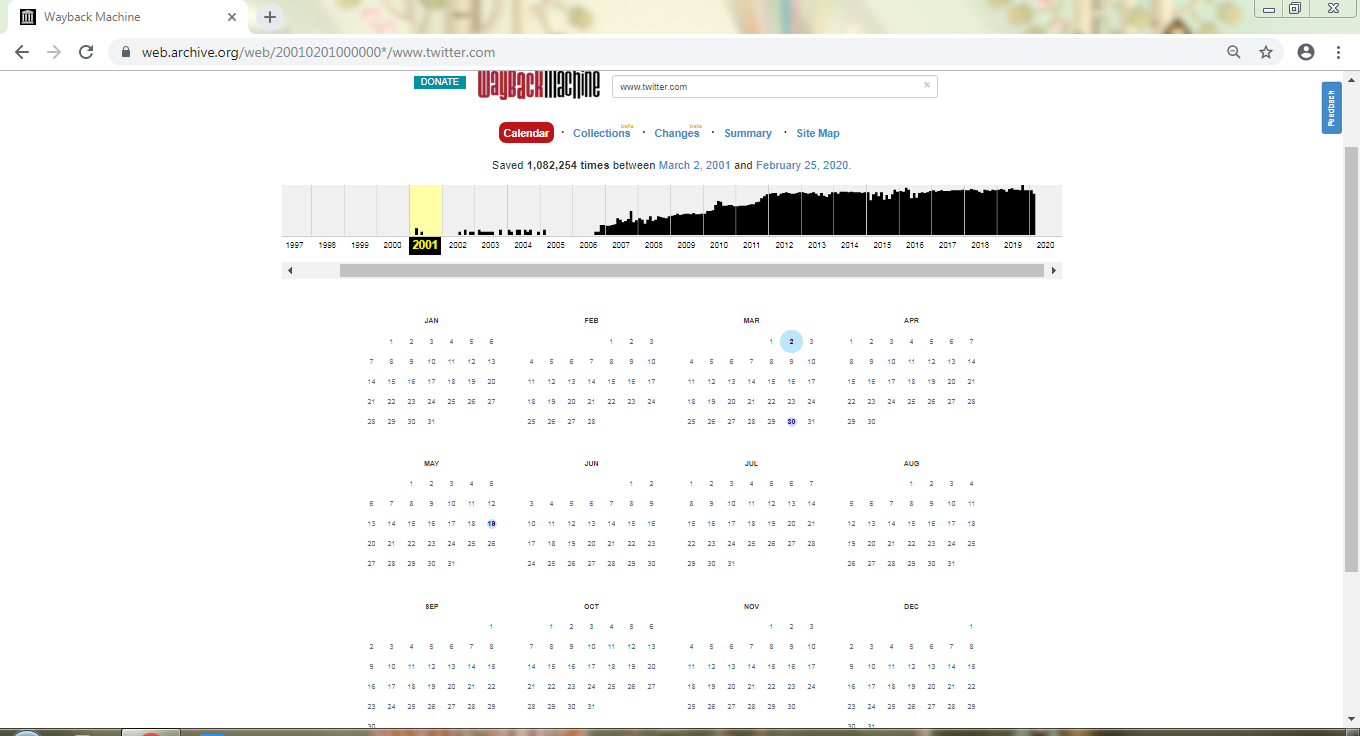 Wayback Machine
web.archive.org/web/20010201000000*/www.twitter.com
DONATE
WayBackMachine
www.twitter.com
Feedback
Calendar · Collections beta · Changes beta · Summary · Site Map
Saved 1,082,254 times between March 2, 2001 and February 25, 2020.
1997 1998 1999 2000 2001 2002 2003 2004 2005 2006 2007 2008 2009 2010 2011 2012 2013 2014 2015 2016 2017 2018 2019 2020
JAN
1 2 3 4 5 6
7 8 9 10 11 12 13
14 15 16 17 18 19 20
21 22 23 24 25 26 27
28 29 30 31
FEB
1 2 3
4 5 6 7 8 9 10
11 12 13 14 15 16 17
18 19 20 21 22 23 24
25 26 27 28
MAR
1 2 3
4 5 6 7 8 9 10
11 12 13 14 15 16 17
18 19 20 21 22 23 24
25 26 27 28 29 30 31
APR
1 2 3 4 5 6 7
8 9 10 11 12 13 14
15 16 17 18 19 20 21
22 23 24 25 26 27 28
29 30
MAY
1 2 3 4 5
6 7 8 9 10 11 12
13 14 15 16 17 18 19
20 21 22 23 24 25 26
27 28 29 30 31
JUN
1 2
3 4 5 6 7 8 9
10 11 12 13 14 15 16
17 18 19 20 21 22 23
24 25 26 27 28 29 30
JUL
1 2 3 4 5 6 7
8 9 10 11 12 13 14
15 16 17 18 19 20 21
22 23 24 25 26 27 28
29 30 31
AUG
1 2 3 4
5 6 7 8 9 10 11
12 13 14 15 16 17 18
19 20 21 22 23 24 25
26 27 28 29 30 31
SEP
1
2 3 4 5 6 7 8
9 10 11 12 13 14 15
16 17 18 19 20 21 22
23 24 25 26 27 28 29
30
OCT
1 2 3 4 5 6
7 8 9 10 11 12 13
14 15 16 17 18 19 20
21 22 23 24 25 26 27
28 29 30 31
NOV
1 2 3
4 5 6 7 8 9 10
11 12 13 14 15 16 17
18 19 20 21 22 23 24
25 26 27 28 29 30
DEC
1
2 3 4 5 6 7 8
9 10 11 12 13 14 15
16 17 18 19 20 21 22
23 24 25 26 27 28 29
30 31